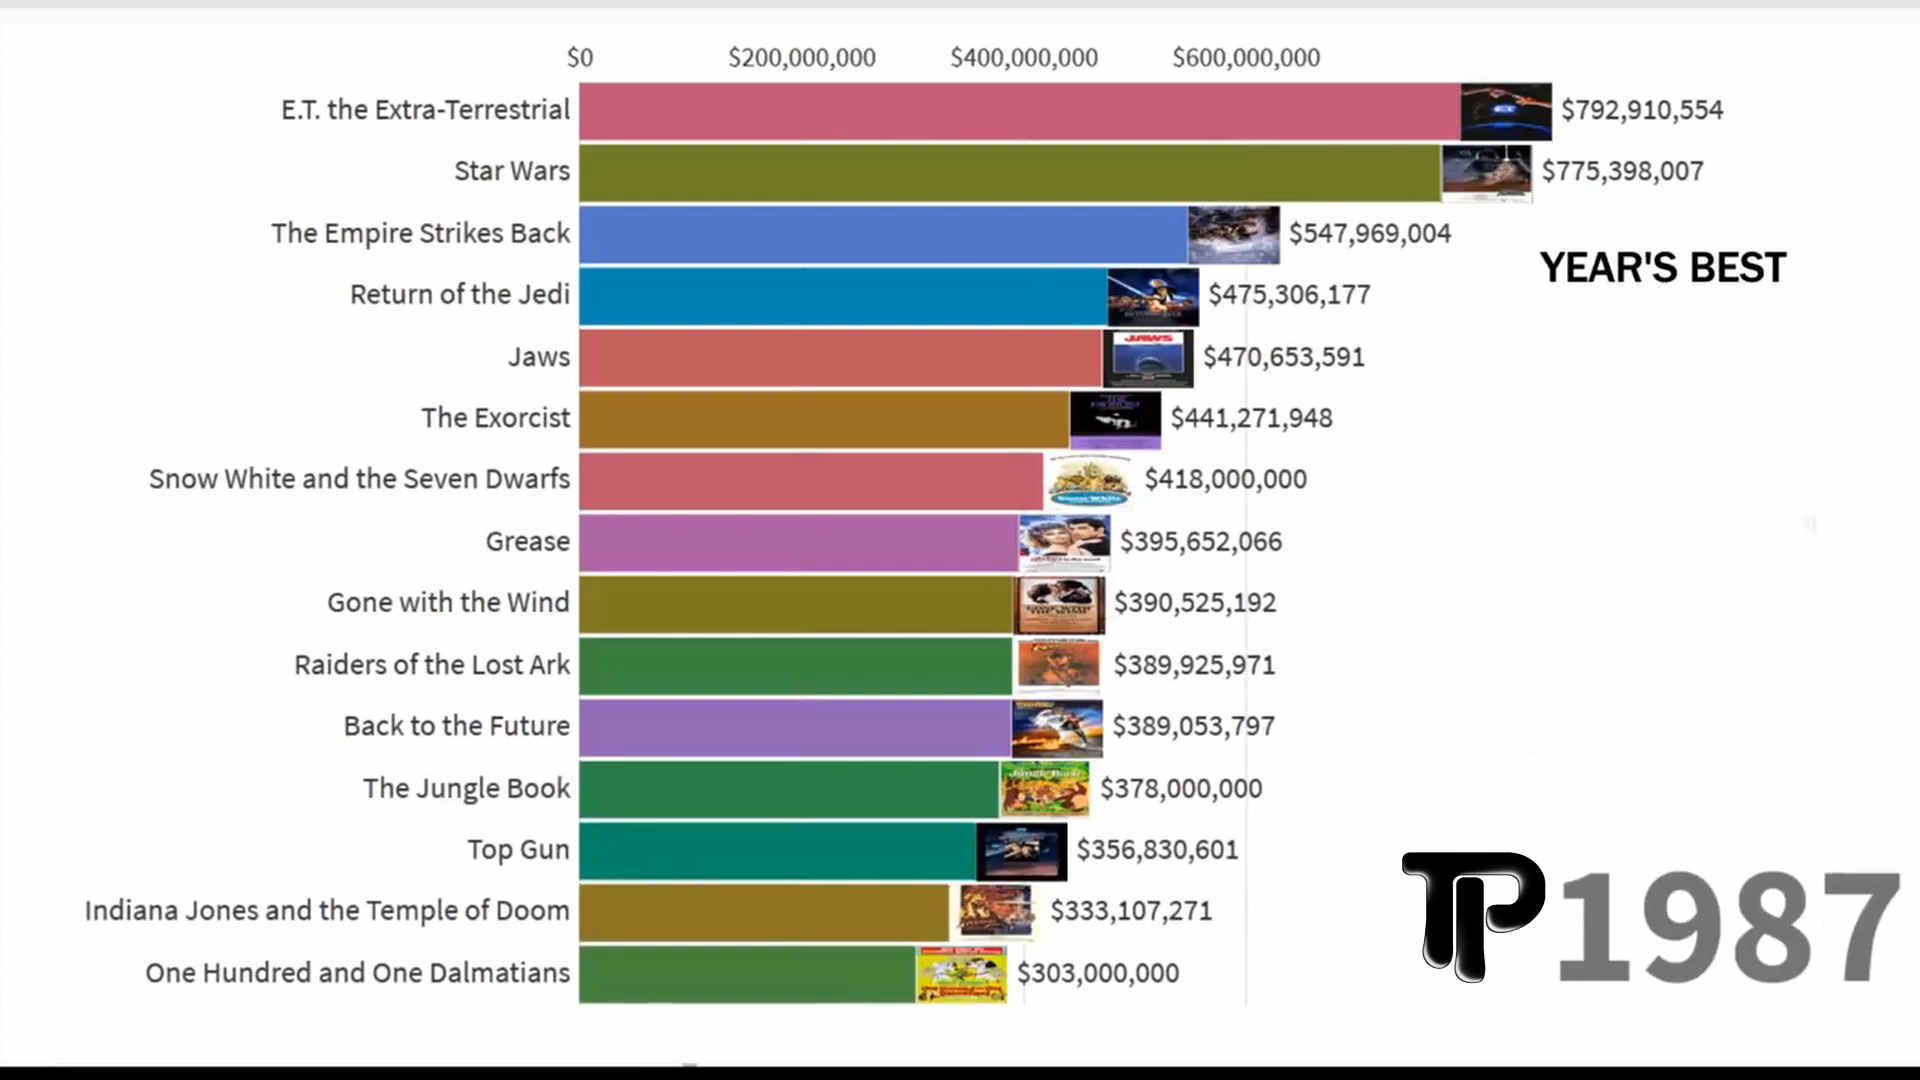 $0 $200,000,000 $400,000,000 $600,000,000
E.T. the Extra-Terrestrial $792,910,554
Star Wars $775,398,007
The Empire Strikes Back $547,969,004
YEAR'S BEST
Return of the Jedi $475,306,177
Jaws JAWS $470,653,591
The Exorcist $441,271,948
Snow White and the Seven Dwarfs Snow White $418,000,000
Grease $395,652,066
Gone with the Wind $390,525,192
Raiders of the Lost Ark $389,925,971
Back to the Future $389,053,797
The Jungle Book Jungle Book $378,000,000
Top Gun $356,830,601
Indiana Jones and the Temple of Doom $333,107,271
One Hundred and One Dalmatians $303,000,000
TP 1987